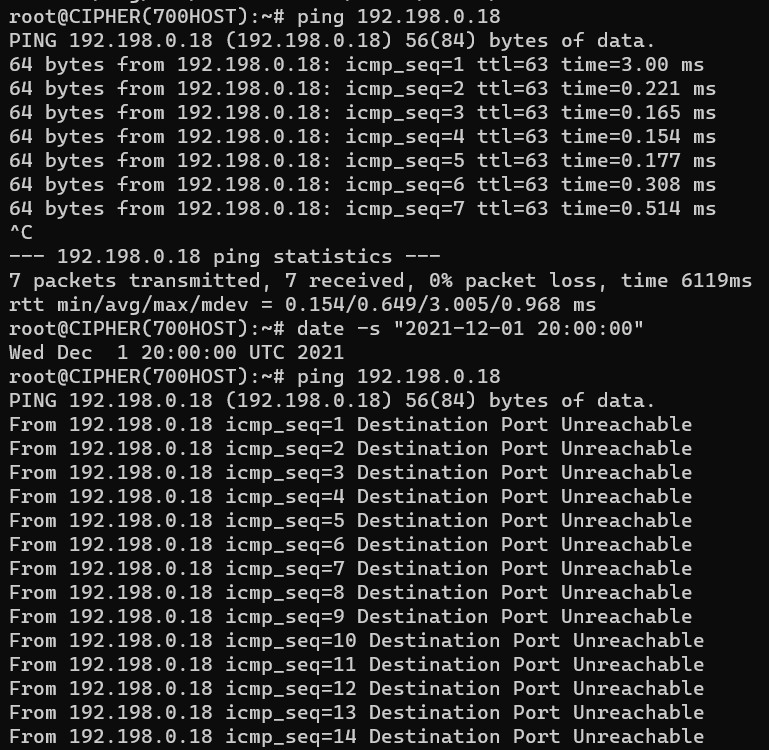 root@CIPHER(700HOST):~# ping 192.198.0.18
PING 192.198.0.18 (192.198.0.18) 56(84) bytes of data.
64 bytes from 192.198.0.18: icmp_seq=1 ttl=63 time=3.00 ms
64 bytes from 192.198.0.18: icmp_seq=2 ttl=63 time=0.221 ms
64 bytes from 192.198.0.18: icmp_seq=3 ttl=63 time=0.165 ms
64 bytes from 192.198.0.18: icmp_seq=4 ttl=63 time=0.154 ms
64 bytes from 192.198.0.18: icmp_seq=5 ttl=63 time=0.177 ms
64 bytes from 192.198.0.18: icmp_seq=6 ttl=63 time=0.308 ms
64 bytes from 192.198.0.18: icmp_seq=7 ttl=63 time=0.514 ms
^C
--- 192.198.0.18 ping statistics ---
7 packets transmitted, 7 received, 0% packet loss, time 6119ms
rtt min/avg/max/mdev = 0.154/0.649/3.005/0.968 ms
root@CIPHER(700HOST):~# date -s "2021-12-01 20:00:00"
Wed Dec  1 20:00:00 UTC 2021
root@CIPHER(700HOST):~# ping 192.198.0.18
PING 192.198.0.18 (192.198.0.18) 56(84) bytes of data.
From 192.198.0.18 icmp_seq=1 Destination Port Unreachable
From 192.198.0.18 icmp_seq=2 Destination Port Unreachable
From 192.198.0.18 icmp_seq=3 Destination Port Unreachable
From 192.198.0.18 icmp_seq=4 Destination Port Unreachable
From 192.198.0.18 icmp_seq=5 Destination Port Unreachable
From 192.198.0.18 icmp_seq=6 Destination Port Unreachable
From 192.198.0.18 icmp_seq=7 Destination Port Unreachable
From 192.198.0.18 icmp_seq=8 Destination Port Unreachable
From 192.198.0.18 icmp_seq=9 Destination Port Unreachable
From 192.198.0.18 icmp_seq=10 Destination Port Unreachable
From 192.198.0.18 icmp_seq=11 Destination Port Unreachable
From 192.198.0.18 icmp_seq=12 Destination Port Unreachable
From 192.198.0.18 icmp_seq=13 Destination Port Unreachable
From 192.198.0.18 icmp_seq=14 Destination Port Unreachable